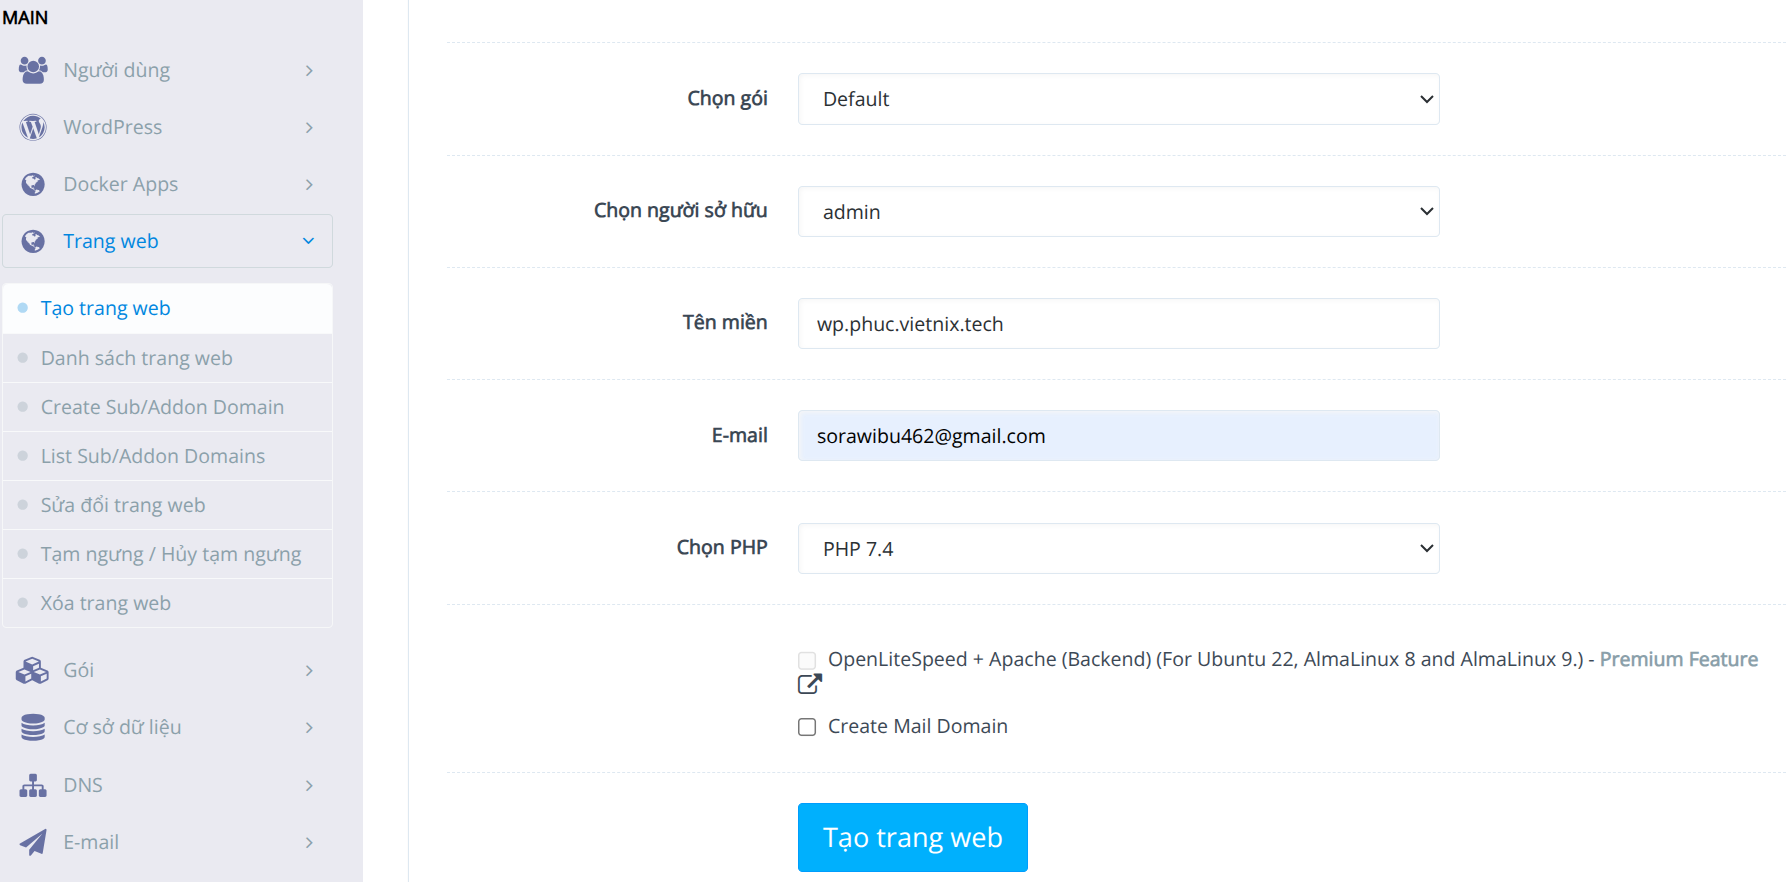 MAIN
Người dùng
WordPress
Docker Apps
Trang web
Tạo trang web
Danh sách trang web
Create Sub/Addon Domain
List Sub/Addon Domains
Sửa đổi trang web
Tạm ngưng / Hủy tạm ngưng
Xóa trang web
Gói
Cơ sở dữ liệu
DNS
E-mail
Chọn gói
Default
Chọn người sở hữu
admin
Tên miền
wp.phuc.vietnix.tech
E-mail
sorawibu462@gmail.com
Chọn PHP
PHP 7.4
OpenLiteSpeed + Apache (Backend) (For Ubuntu 22, AlmaLinux 8 and AlmaLinux 9.) - Premium Feature
Create Mail Domain
Tạo trang web